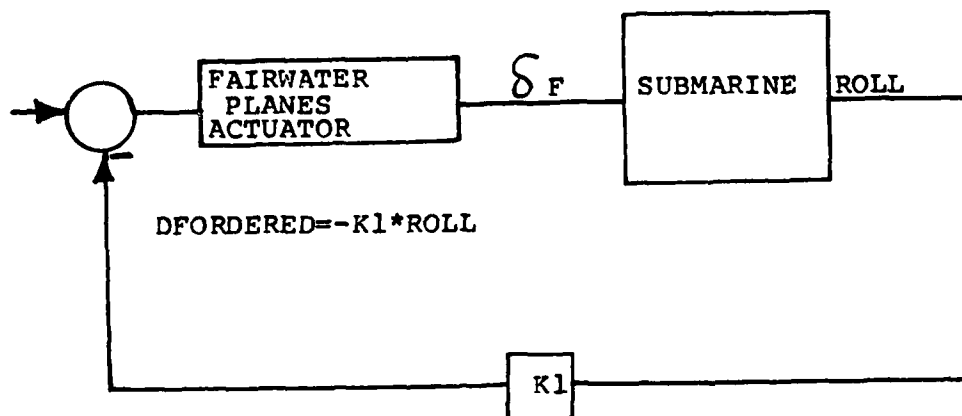 FAIRWATER
PLANES
ACTUATOR
δ F
SUBMARINE
ROLL
-
DFORDERED=-K1*ROLL
K1